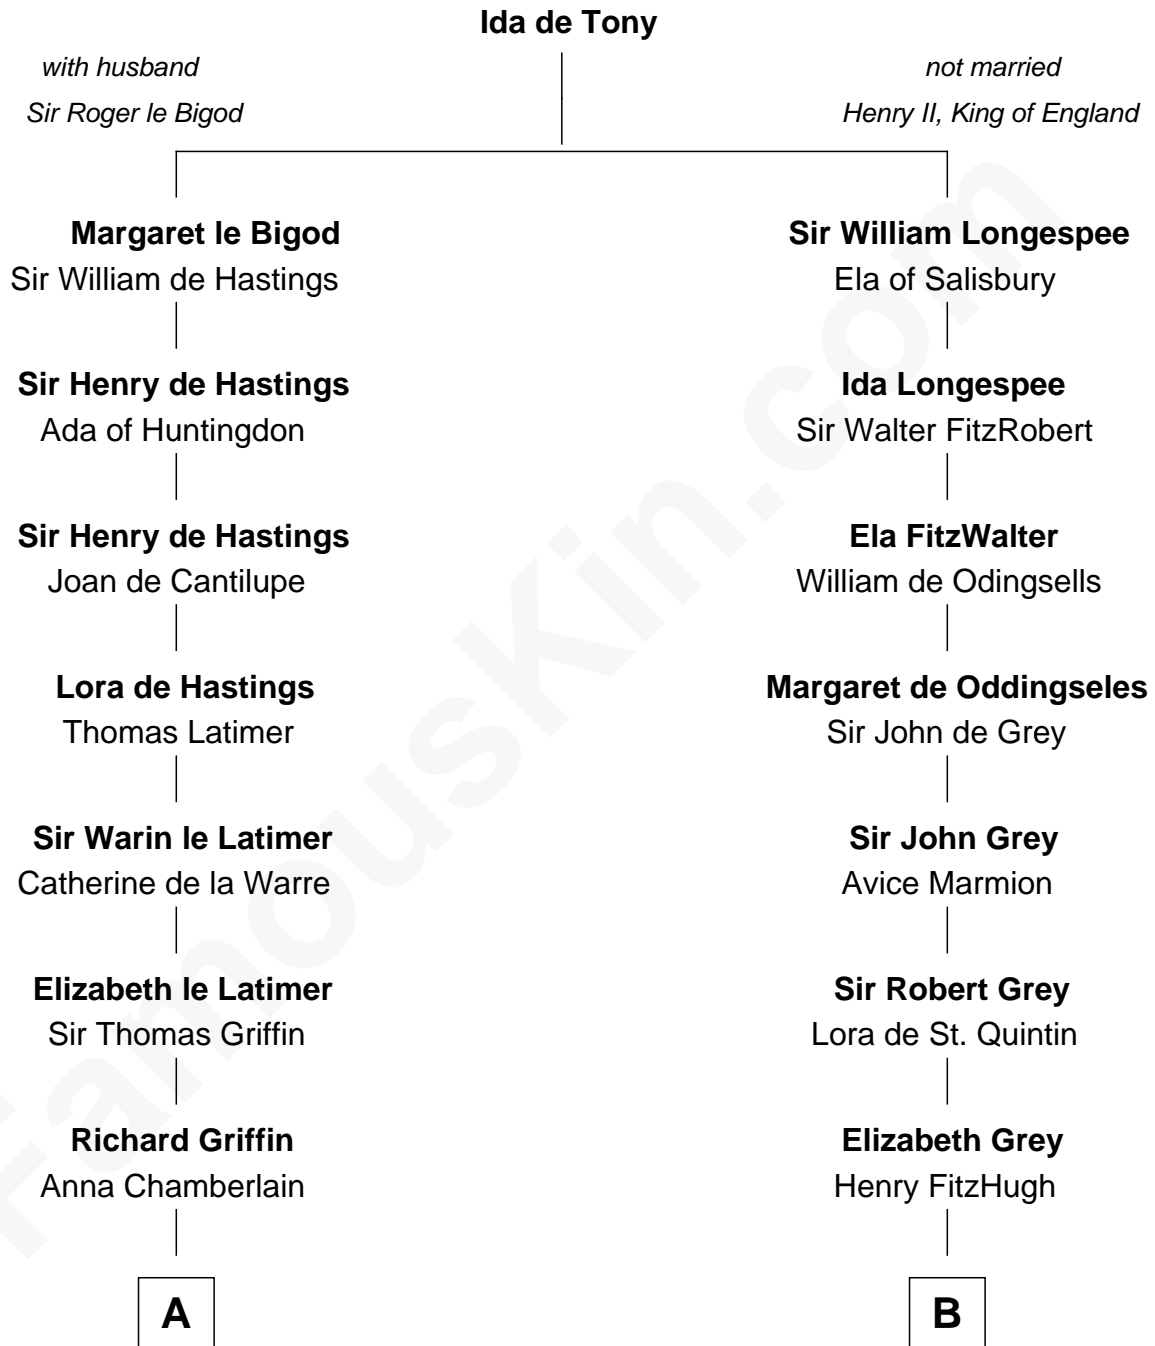 Ida de Tony
with husband
Sir Roger le Bigod
not married
Henry II, King of England
Margaret le Bigod
Sir William de Hastings
Sir William Longespee
Ela of Salisbury
Sir Henry de Hastings
Ada of Huntingdon
Ida Longespee
Sir Walter FitzRobert
Sir Henry de Hastings
Joan de Cantilupe
Ela FitzWalter
William de Odingsells
Lora de Hastings
Thomas Latimer
Margaret de Oddingseles
Sir John de Grey
Sir Warin le Latimer
Catherine de la Warre
Sir John Grey
Avice Marmion
Elizabeth le Latimer
Sir Thomas Griffin
Sir Robert Grey
Lora de St. Quintin
Richard Griffin
Anna Chamberlain
Elizabeth Grey
Henry FitzHugh
A
B
FamousKin.com